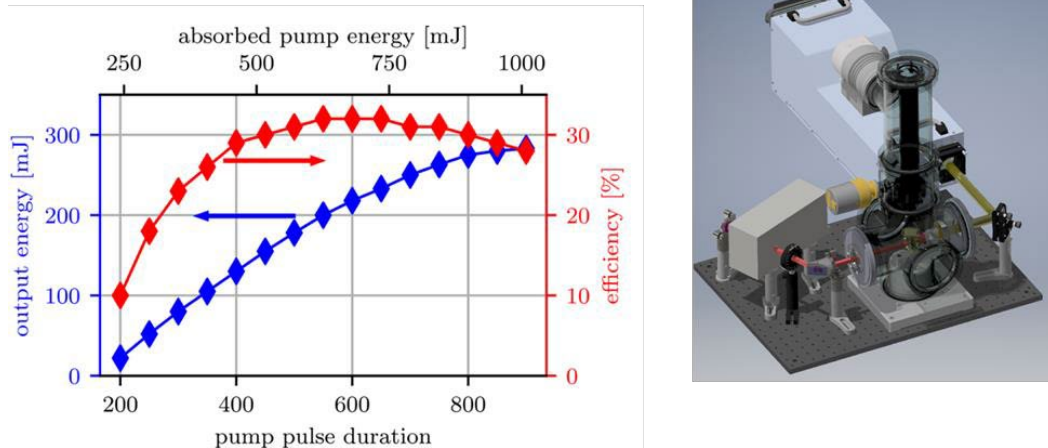 absorbed pump energy [mJ]
250 500 750 1000
output energy [mJ]
300
200
100
0
30
20
10
0
efficiency [%]
200 400 600 800
pump pulse duration